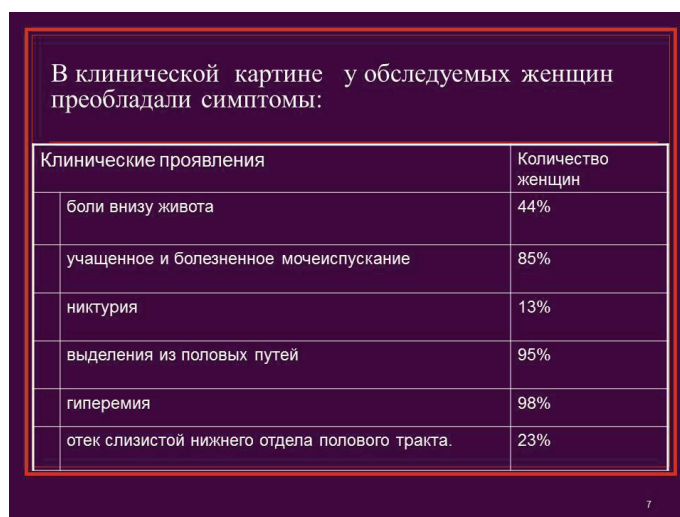 В клинической картине у обследуемых женщин
преобладали симптомы:
Клинические проявления
Количество
женщин
боли внизу живота
44%
учащенное и болезненное мочеиспускание
85%
никтурия
13%
выделения из половых путей
95%
гиперемия
98%
отек слизистой нижнего отдела полового тракта.
23%
7